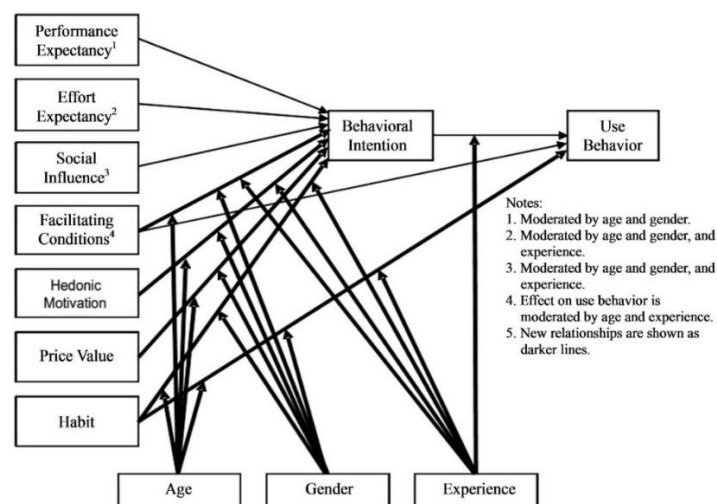 Performance
Expectancy¹
Effort
Expectancy²
Social
Influence³
Facilitating
Conditions⁴
Hedonic
Motivation
Price Value
Habit
Behavioral
Intention
Use
Behavior
Notes:
1. Moderated by age and gender.
2. Moderated by age and gender, and
experience.
3. Moderated by age and gender, and
experience.
4. Effect on use behavior is
moderated by age and experience.
5. New relationships are shown as
darker lines.
Age
Gender
Experience